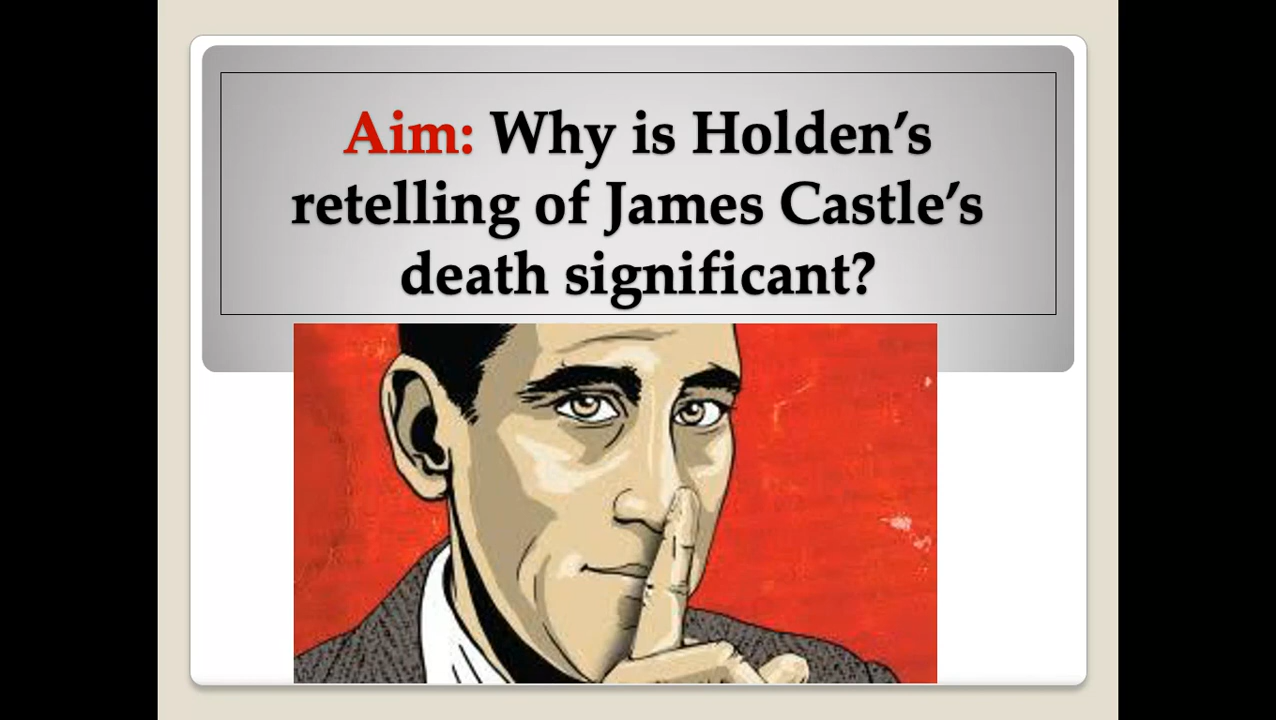 Aim: Why is Holden’s
retelling of James Castle’s
death significant?